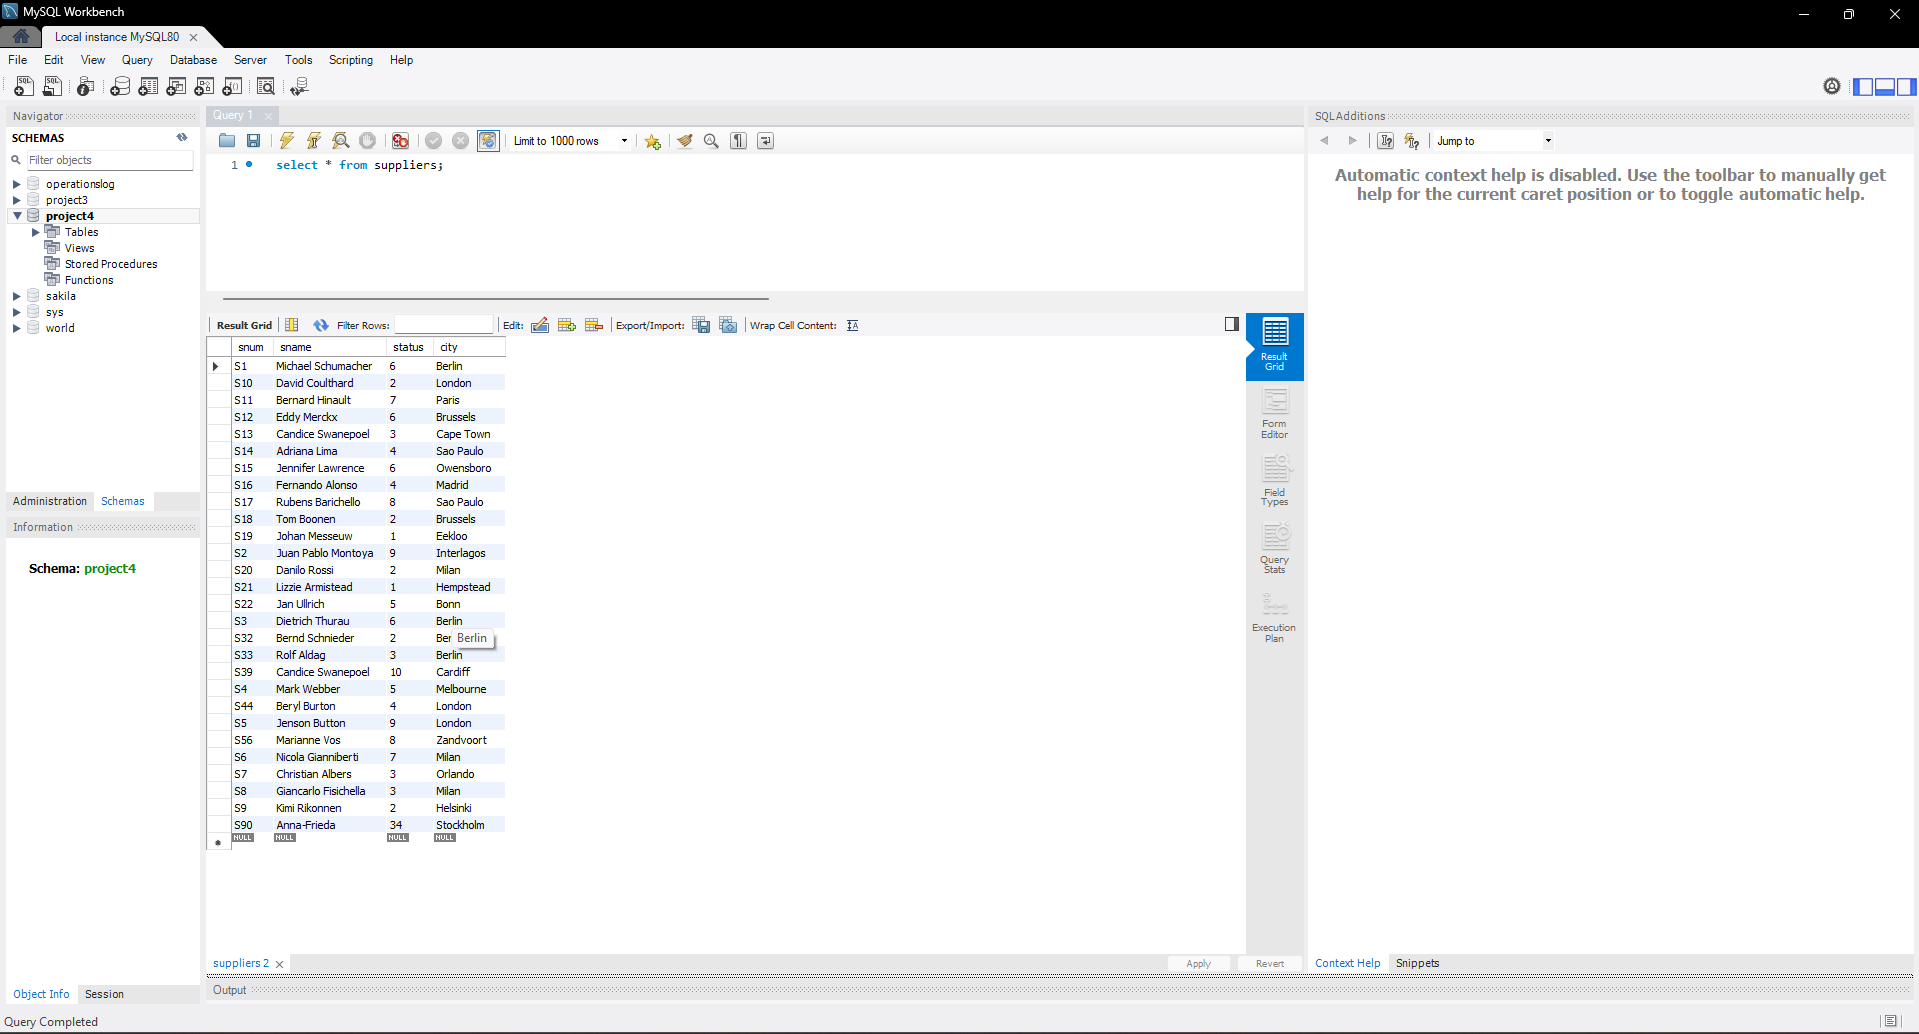 MySQL Workbench
Local instance MySQL80
File Edit View Query Database Server Tools Scripting Help
Navigator
SCHEMAS
Filter objects
operationslog
project3
project4
Tables
Views
Stored Procedures
Functions
sakila
sys
world
Administration Schemas
Information
Schema: project4
Object Info Session
Query 1
Limit to 1000 rows
1 select * from suppliers;
Result Grid Filter Rows: Edit: Export/Import: Wrap Cell Content:
snum sname status city
S1 Michael Schumacher 6 Berlin
S10 David Coulthard 2 London
S11 Bernard Hinault 7 Paris
S12 Eddy Merckx 6 Brussels
S13 Candice Swanepoel 3 Cape Town
S14 Adriana Lima 4 Sao Paulo
S15 Jennifer Lawrence 6 Owensboro
S16 Fernando Alonso 4 Madrid
S17 Rubens Barichello 8 Sao Paulo
S18 Tom Boonen 2 Brussels
S19 Johan Messeuw 1 Eekloo
S2 Juan Pablo Montoya 9 Interlagos
S20 Danilo Rossi 2 Milan
S21 Lizzie Armistead 1 Hempstead
S22 Jan Ullrich 5 Bonn
S3 Dietrich Thurau 6 Berlin
S32 Bernd Schnieder 2 Ber Berlin
S33 Rolf Aldag 3 Berlin
S39 Candice Swanepoel 10 Cardiff
S4 Mark Webber 5 Melbourne
S44 Beryl Burton 4 London
S5 Jenson Button 9 London
S56 Marianne Vos 8 Zandvoort
S6 Nicola Gianniberti 7 Milan
S7 Christian Albers 3 Orlando
S8 Giancarlo Fisichella 3 Milan
S9 Kimi Rikonnen 2 Helsinki
S90 Anna-Frieda 34 Stockholm
NULL NULL NULL NULL
Result
Grid
Form
Editor
Field
Types
Query
Stats
Execution
Plan
suppliers 2
Apply Revert
Output
SQLAdditions
Jump to
Automatic context help is disabled. Use the toolbar to manually get
help for the current caret position or to toggle automatic help.
Context Help Snippets
Query Completed